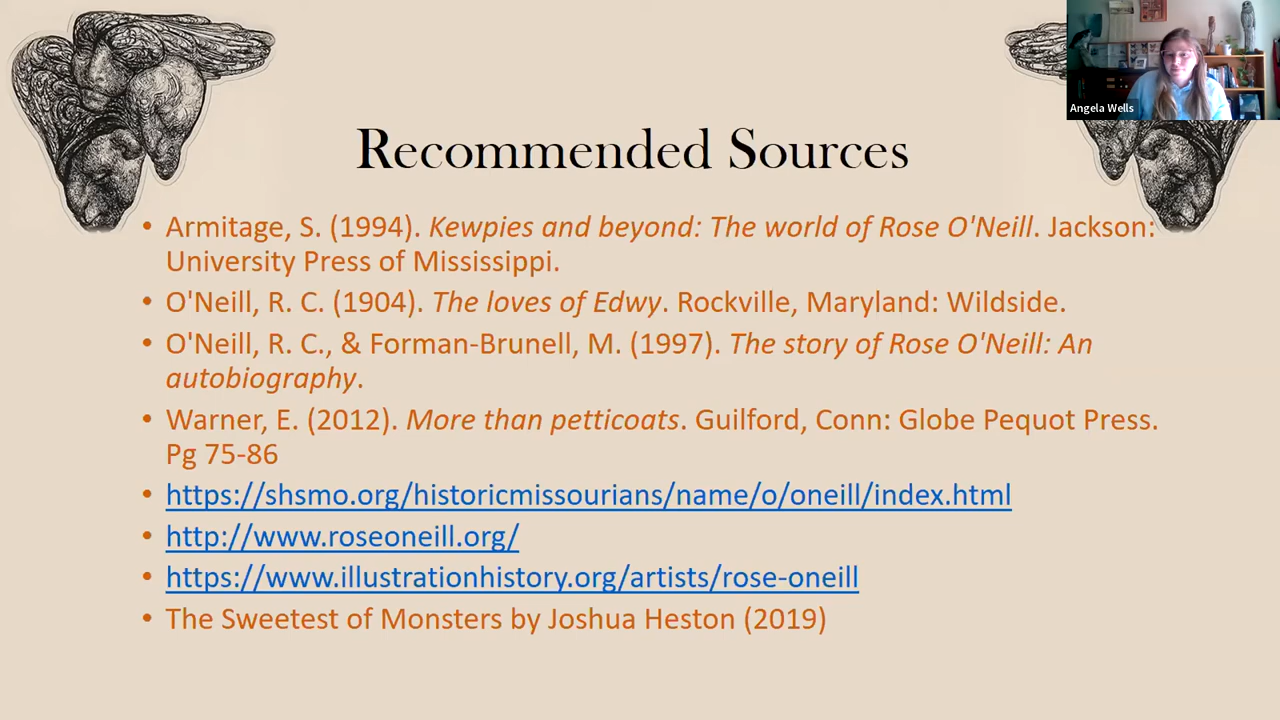 Angela Wells
Recommended Sources
• Armitage, S. (1994). Kewpies and beyond: The world of Rose O'Neill. Jackson:
University Press of Mississippi.
• O'Neill, R. C. (1904). The loves of Edwy. Rockville, Maryland: Wildside.
• O'Neill, R. C., & Forman-Brunell, M. (1997). The story of Rose O'Neill: An
autobiography.
• Warner, E. (2012). More than petticoats. Guilford, Conn: Globe Pequot Press.
Pg 75-86
• https://shsmo.org/historicmissourians/name/o/oneill/index.html
• http://www.roseoneill.org/
• https://www.illustrationhistory.org/artists/rose-oneill
• The Sweetest of Monsters by Joshua Heston (2019)